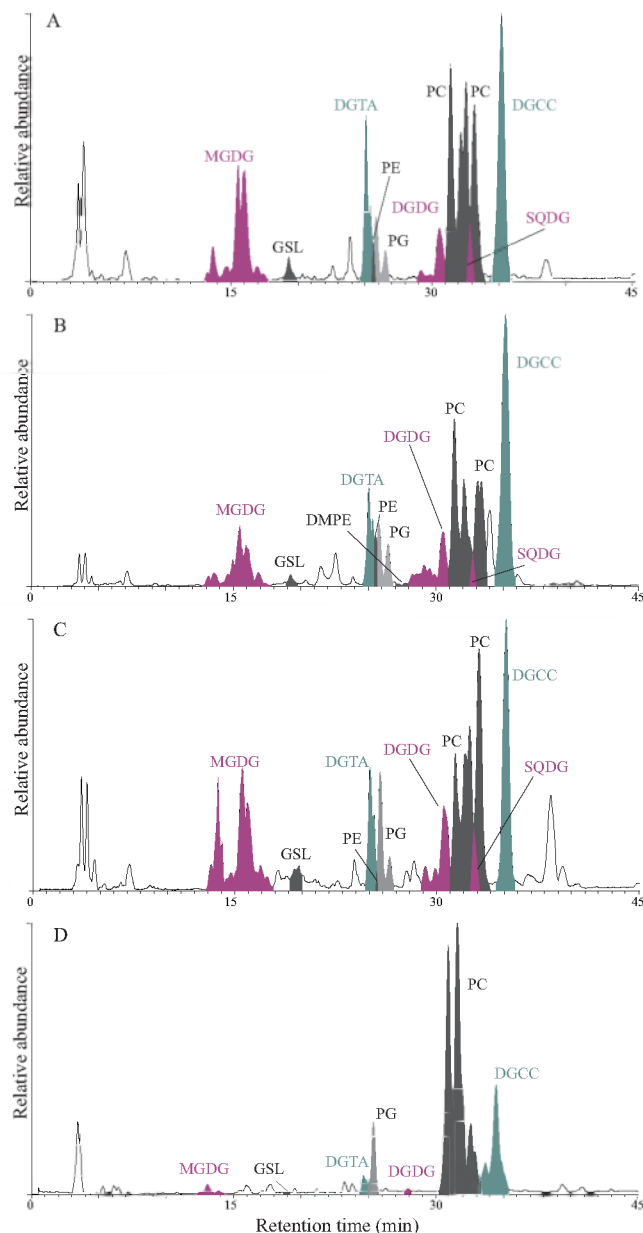 A
Relative abundance
MGDG
GSL
DGTA
PE
DGDG
PG
PC
PC
SQDG
DGCC
0
15
30
45
B
Relative abundance
MGDG
GSL
DMPE
DGTA
PE
PG
DGDG
PC
PC
SQDG
DGCC
0
15
30
45
C
Relative abundance
MGDG
GSL
DGTA
PE
PG
DGDG
PC
PC
SQDG
DGCC
0
15
30
45
D
Relative abundance
MGDG
GSL
DGTA
PG
DGDG
PC
DGCC
0
15
30
45
Retention time (min)